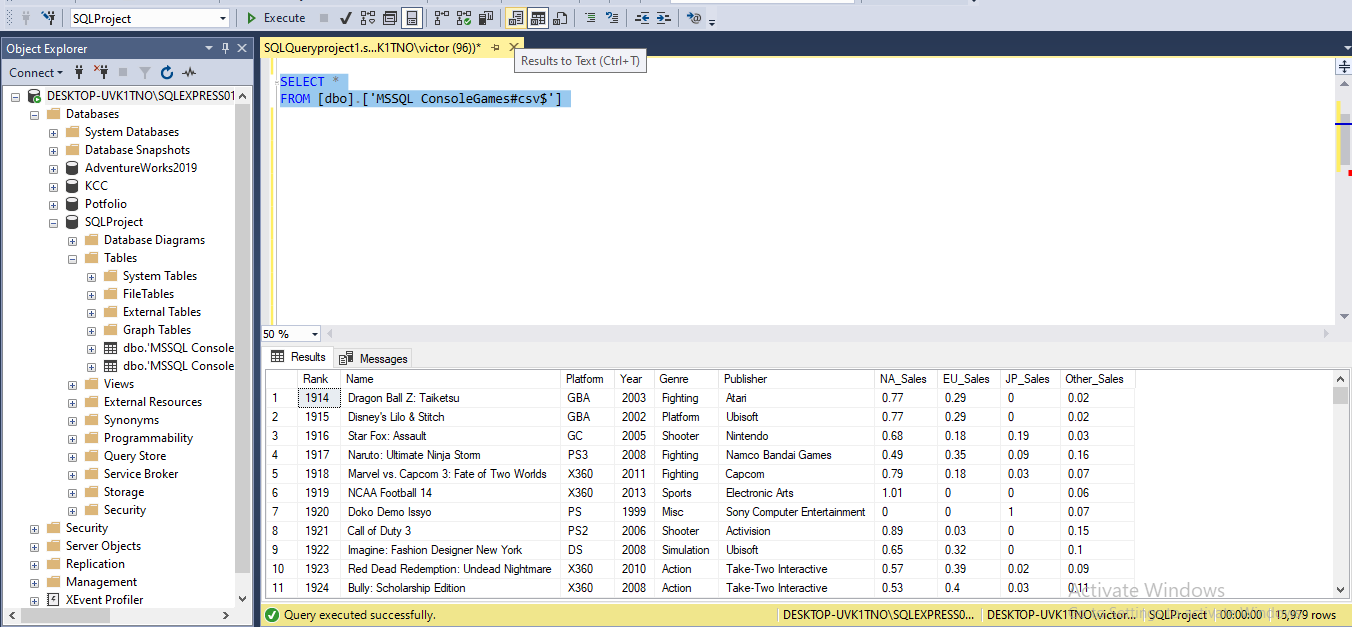 SQLProject
Execute
Object Explorer
SQLQueryproject1.s...K1TNO\victor (96))*
Results to Text (Ctrl+T)
Connect
DESKTOP-UVK1TNO\SQLEXPRESS01
Databases
System Databases
Database Snapshots
AdventureWorks2019
KCC
Potfolio
SQLProject
Database Diagrams
Tables
System Tables
FileTables
External Tables
Graph Tables
dbo.'MSSQL Console
dbo.'MSSQL Console
Views
External Resources
Synonyms
Programmability
Query Store
Service Broker
Storage
Security
Security
Server Objects
Replication
Management
XEvent Profiler
SELECT *
FROM [dbo].['MSSQL ConsoleGames#csv$']
50 %
Results Messages
Rank Name Platform Year Genre Publisher NA_Sales EU_Sales JP_Sales Other_Sales
1 1914 Dragon Ball Z: Taiketsu GBA 2003 Fighting Atari 0.77 0.29 0 0.02
2 1915 Disney's Lilo & Stitch GBA 2002 Platform Ubisoft 0.77 0.29 0 0.02
3 1916 Star Fox: Assault GC 2005 Shooter Nintendo 0.68 0.18 0.19 0.03
4 1917 Naruto: Ultimate Ninja Storm PS3 2008 Fighting Namco Bandai Games 0.49 0.35 0.09 0.16
5 1918 Marvel vs. Capcom 3: Fate of Two Worlds X360 2011 Fighting Capcom 0.79 0.18 0.03 0.07
6 1919 NCAA Football 14 X360 2013 Sports Electronic Arts 1.01 0 0 0.06
7 1920 Doko Demo Issyo PS 1999 Misc Sony Computer Entertainment 0 0 1 0.07
8 1921 Call of Duty 3 PS2 2006 Shooter Activision 0.89 0.03 0 0.15
9 1922 Imagine: Fashion Designer New York DS 2008 Simulation Ubisoft 0.65 0.32 0 0.1
10 1923 Red Dead Redemption: Undead Nightmare X360 2010 Action Take-Two Interactive 0.57 0.39 0.02 0.09
11 1924 Bully: Scholarship Edition X360 2008 Action Take-Two Interactive 0.53 0.4 0.03 0.11
Activate Windows
Go to Settings to activate Windows.
Query executed successfully.
DESKTOP-UVK1TNO\SQLEXPRESS0... DESKTOP-UVK1TNO\victor... SQLProject 00:00:00 15,979 rows